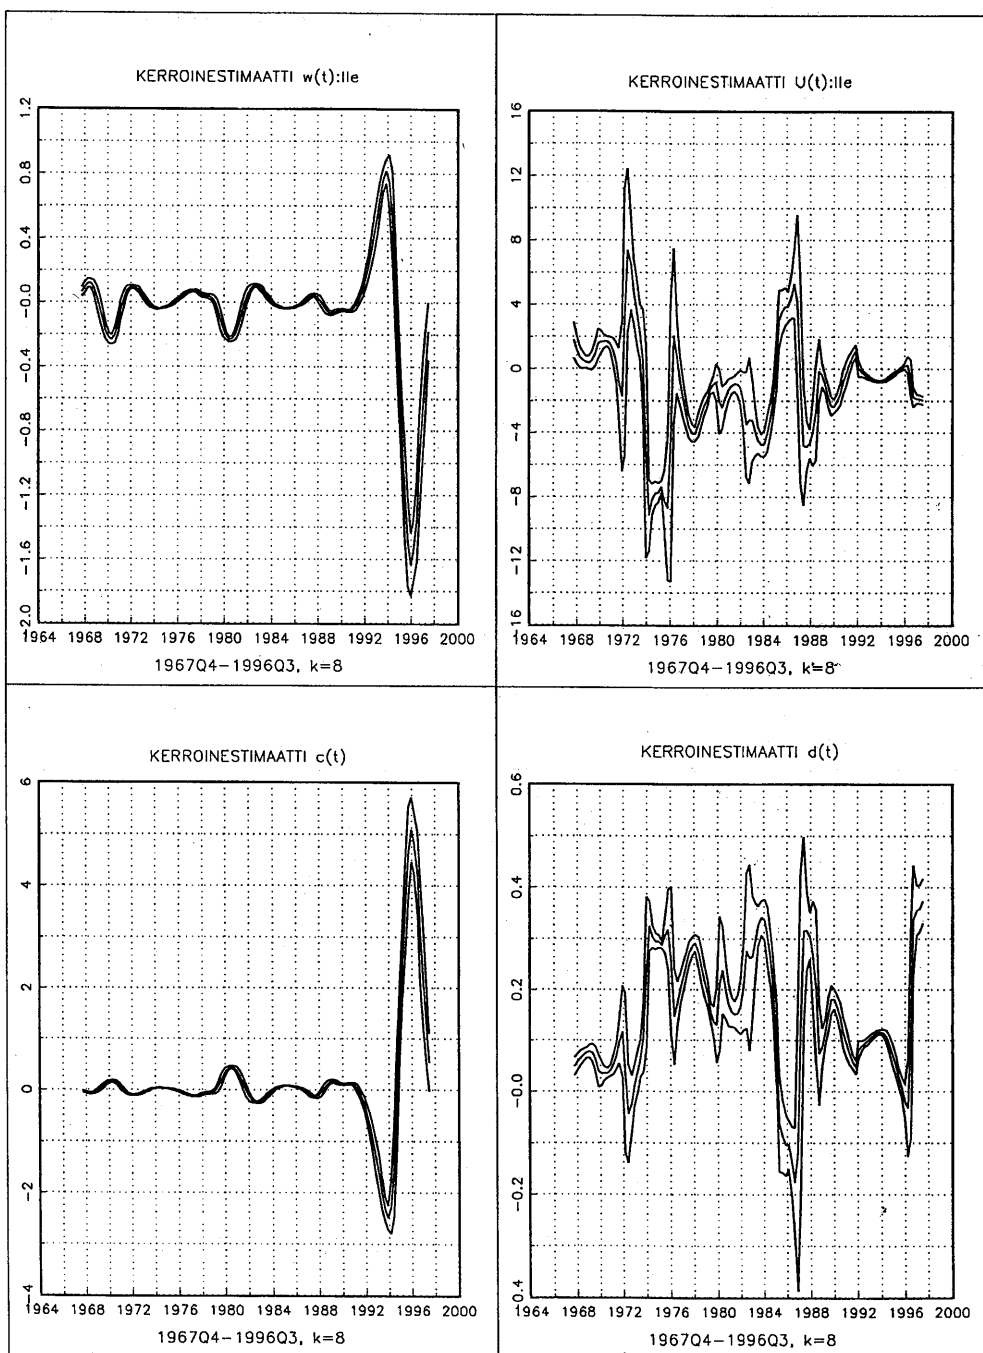 KERROINESTIMAATTI w(t):lle
1.2
0.8
0.4
-0.0
-0.4
-0.8
-1.2
-1.6
2.0
1964 1968 1972 1976 1980 1984 1988 1992 1996 2000
1967Q4-1996Q3, k=8
KERROINESTIMAATTI U(t):lle
16
12
8
4
0
-4
-8
-12
-16
1964 1968 1972 1976 1980 1984 1988 1992 1996 2000
1967Q4-1996Q3, k=8
KERROINESTIMAATTI c(t)
6
4
2
0
-2
-4
1964 1968 1972 1976 1980 1984 1988 1992 1996 2000
1967Q4-1996Q3, k=8
KERROINESTIMAATTI d(t)
0.6
0.4
0.2
-0.0
-0.2
0.4
1964 1968 1972 1976 1980 1984 1988 1992 1996 2000
1967Q4-1996Q3, k=8